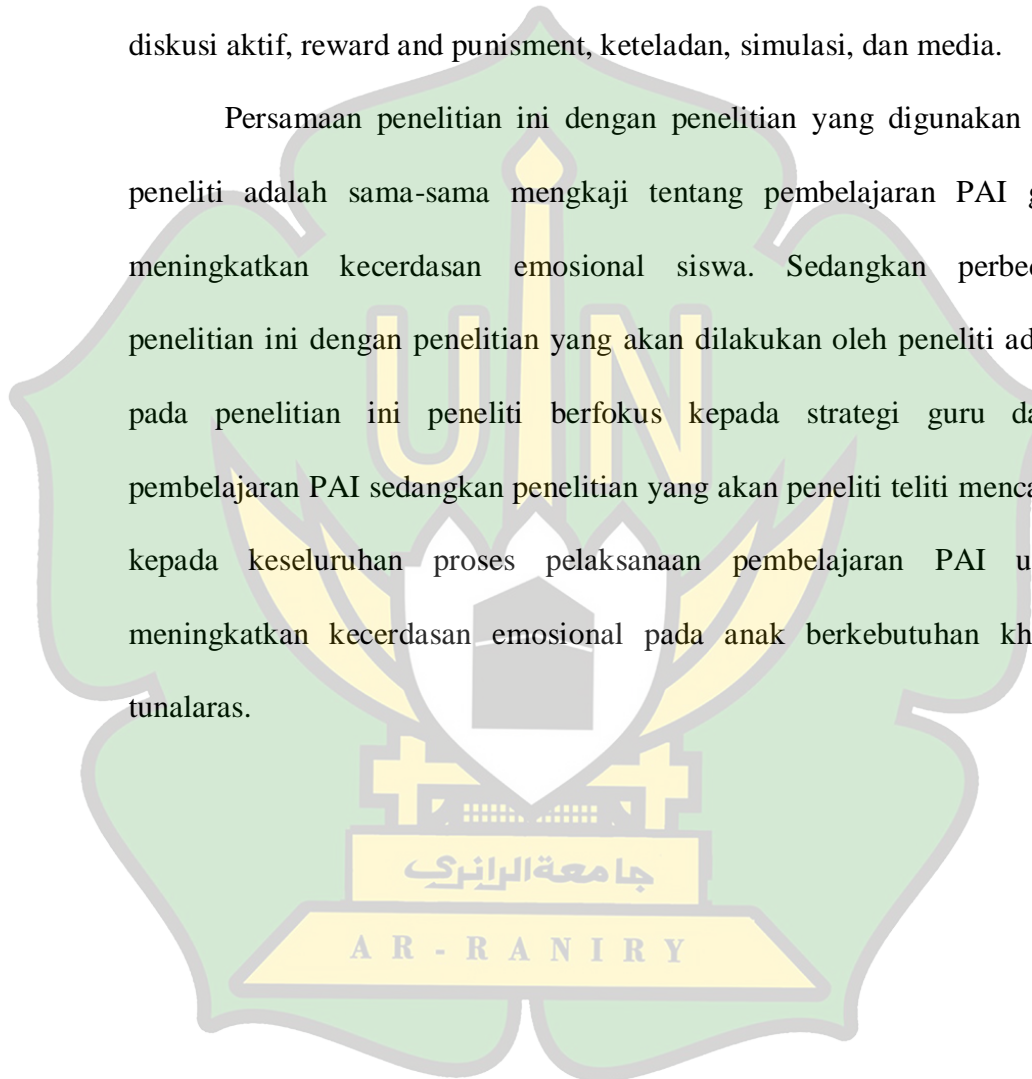 diskusi aktif, reward and punisment, keteladan, simulasi, dan media.
Persamaan penelitian ini dengan penelitian yang digunakan
peneliti adalah sama-sama mengkaji tentang pembelajaran PAI g
meningkatkan kecerdasan emosional siswa. Sedangkan perbe
penelitian ini dengan penelitian yang akan dilakukan oleh peneliti ad
pada penelitian ini peneliti berfokus kepada strategi guru da
pembelajaran PAI sedangkan penelitian yang akan peneliti teliti menca
kepada keseluruhan proses pelaksanaan pembelajaran PAI u
meningkatkan kecerdasan emosional pada anak berkebutuhan kh
tunalaras.
UIN
جامعةالرانري
AR-RANIRY